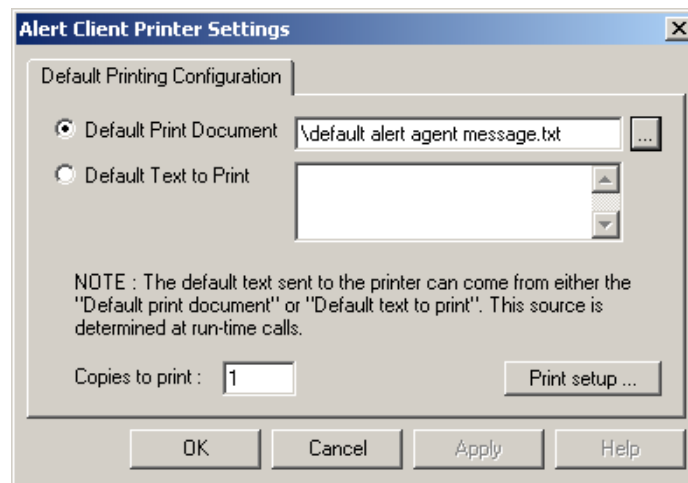 Alert Client Printer Settings
Default Printing Configuration
Default Print Document
\default alert agent message.txt
...
Default Text to Print
NOTE : The default text sent to the printer can come from either the
"Default print document" or "Default text to print". This source is
determined at run-time calls.
Copies to print :
1
Print setup ...
OK
Cancel
Apply
Help